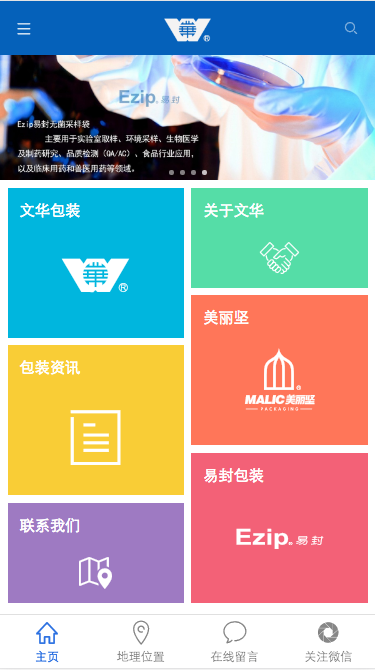 華
®
Ezip®易封
Ezip易封无菌采样袋
主要用于实验室取样、环境采样、生物医学
及制药研究、品质检测（QA/AC）、食品行业应用，
以及临床用药和兽医用药等领域。
文华包装
華
®
关于文华
美丽坚
MALIC美丽坚
PACKAGING
包装资讯
易封包装
Ezip®易封
联系我们
主页
地理位置
在线留言
关注微信